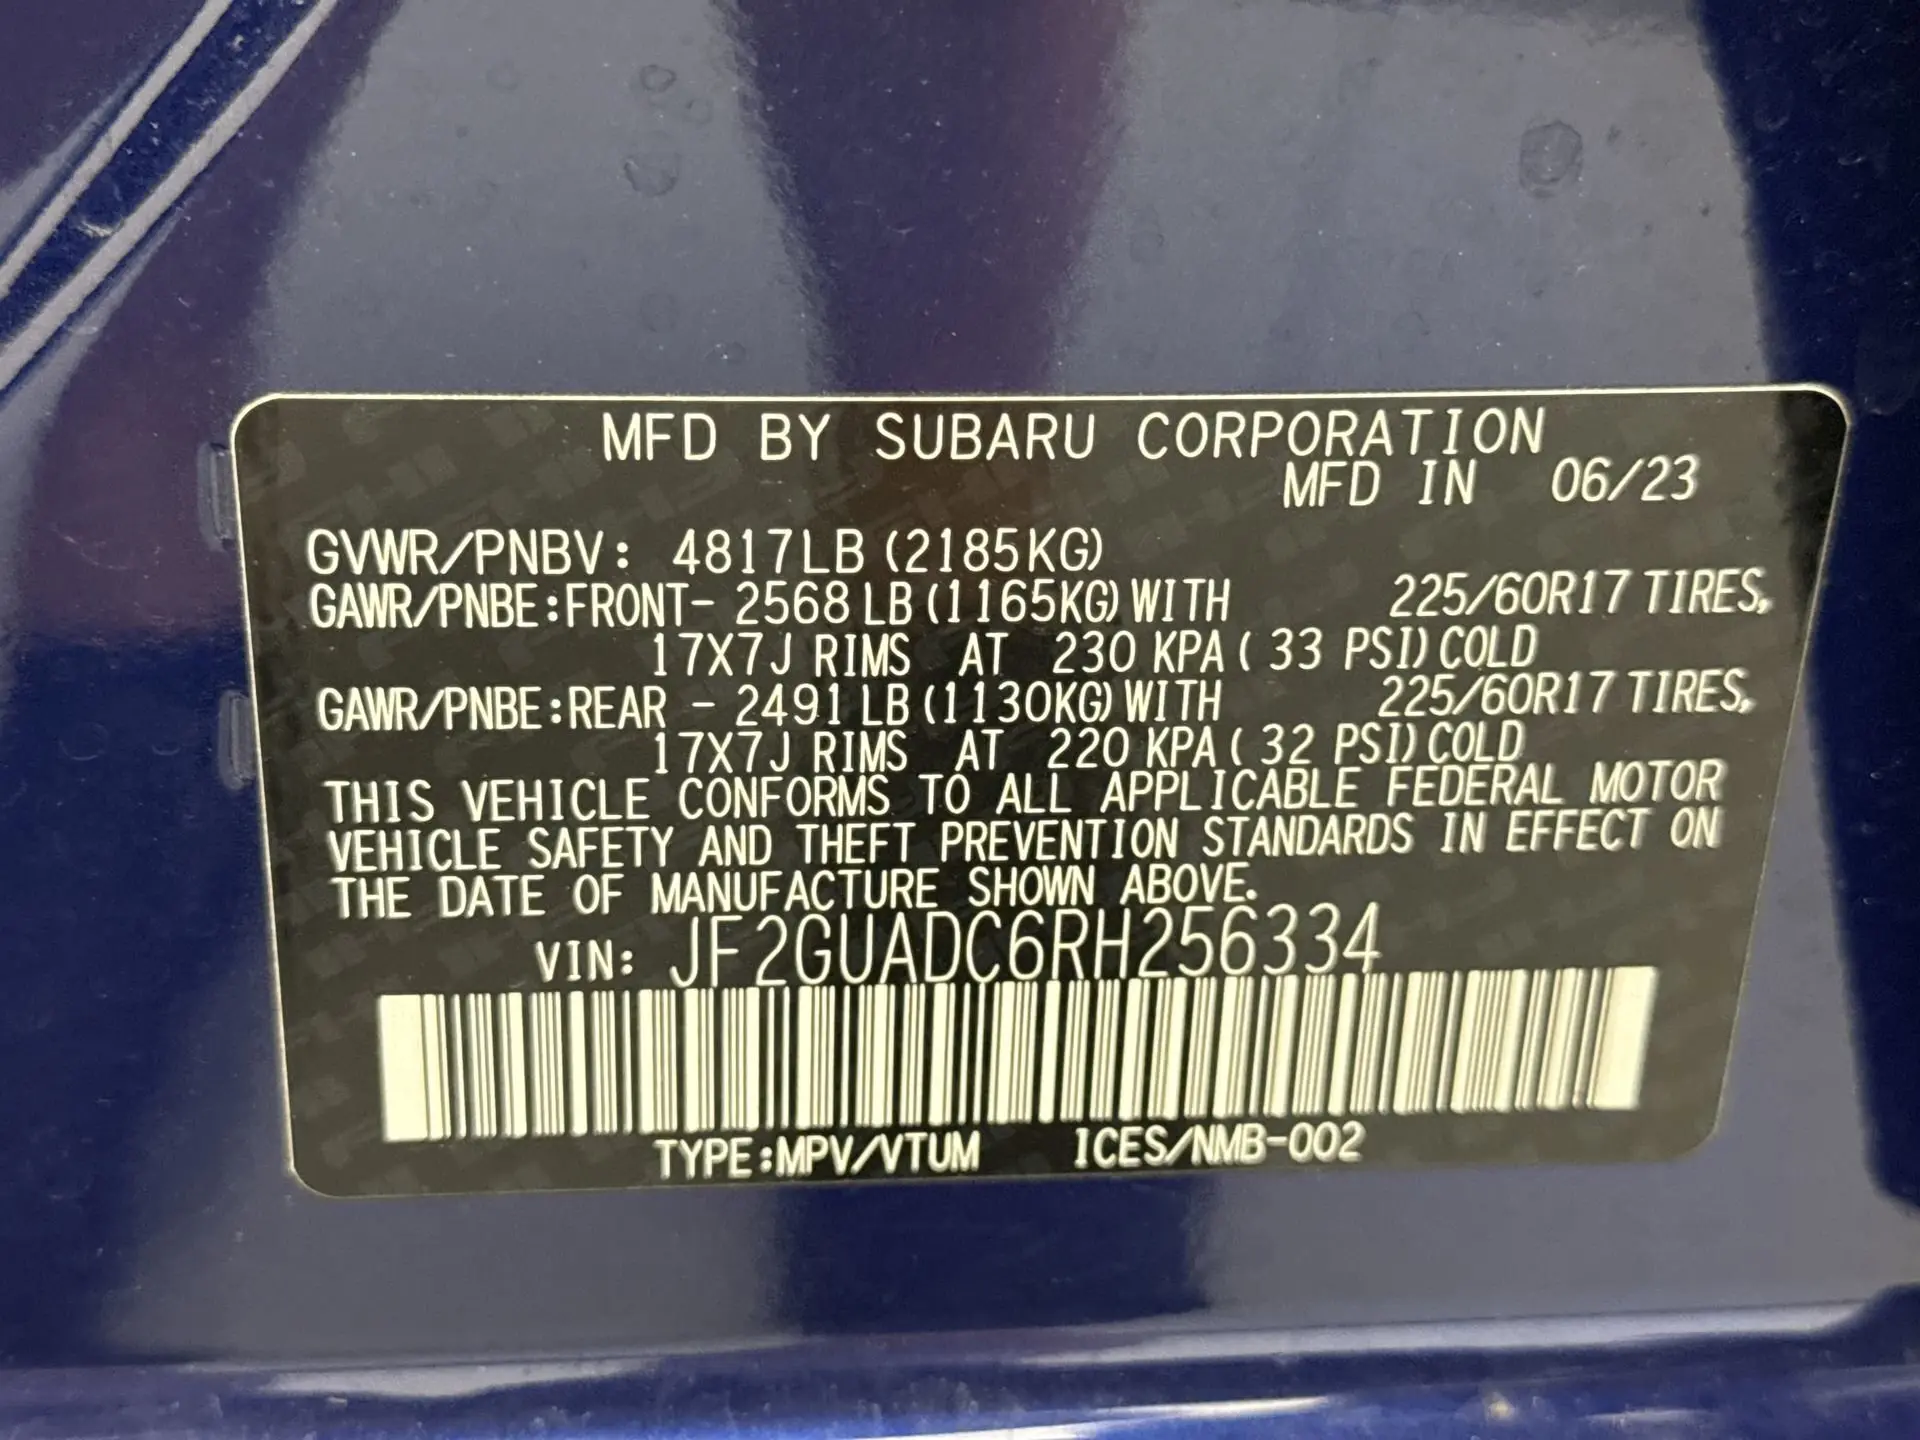 MFD BY SUBARU CORPORATION
MFD IN 06/23
GVWR/PNBV: 4817LB (2185KG)
GAWR/PNBE:FRONT- 2568 LB(1165KG)WITH 225/60R17 TIRES,
17X7J RIMS AT 230 KPA( 33 PSI)COLD
GAWR/PNBE:REAR - 2491 LB(1130KG)WITH 225/60R17 TIRES,
17X7J RIMS AT 220 KPA( 32 PSI)COLD
THIS VEHICLE CONFORMS TO ALL APPLICABLE FEDERAL MOTOR
VEHICLE SAFETY AND THEFT PREVENTION STANDARDS IN EFFECT ON
THE DATE OF MANUFACTURE SHOWN ABOVE.
VIN: JF2GUADC6RH256334
TYPE:MPV/VTUM ICES/NMB-002